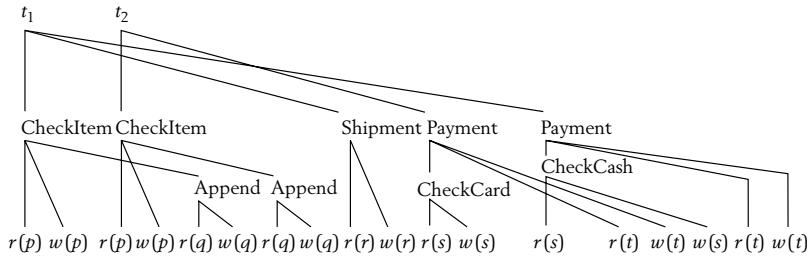 t₁ t₂
CheckItem CheckItem Shipment Payment Payment
CheckCash
Append Append CheckCard
r(p) w(p) r(p) w(p) r(q) w(q) r(q) w(q) r(r) w(r) r(s) w(s) r(s) r(t) w(t) w(s) r(t) w(t)